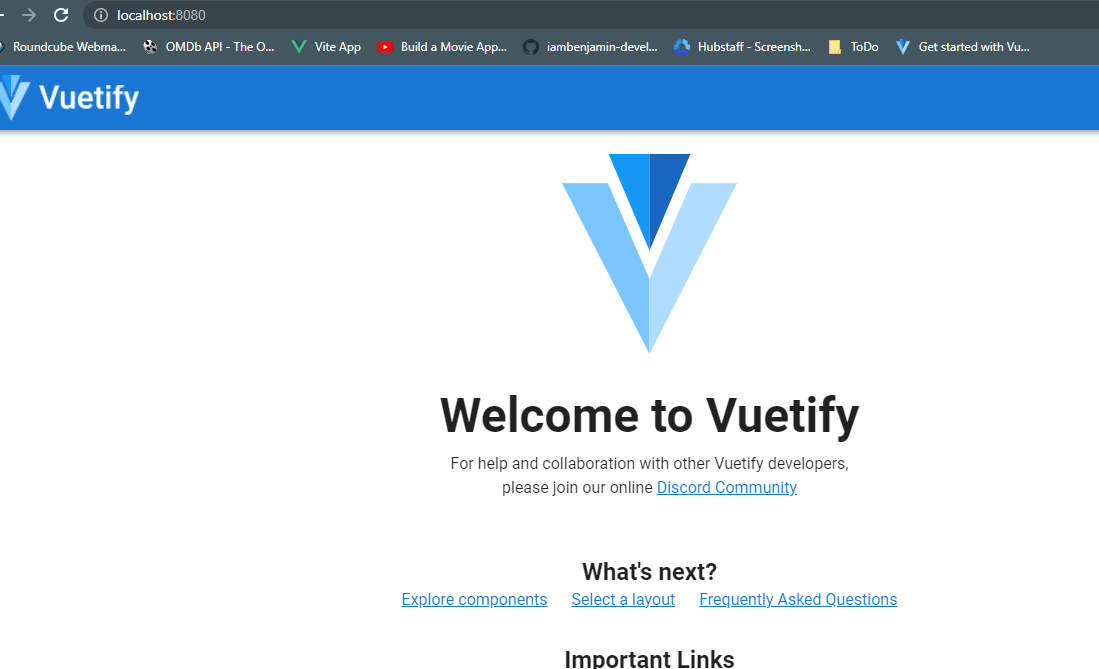 localhost:8080
Roundcube Webma... OMDb API - The O... Vite App Build a Movie App... iambenjamin-devel... Hubstaff - Screensh... ToDo Get started with Vu...
Vuetify
Welcome to Vuetify
For help and collaboration with other Vuetify developers,
please join our online Discord Community
What's next?
Explore components Select a layout Frequently Asked Questions
Important Links